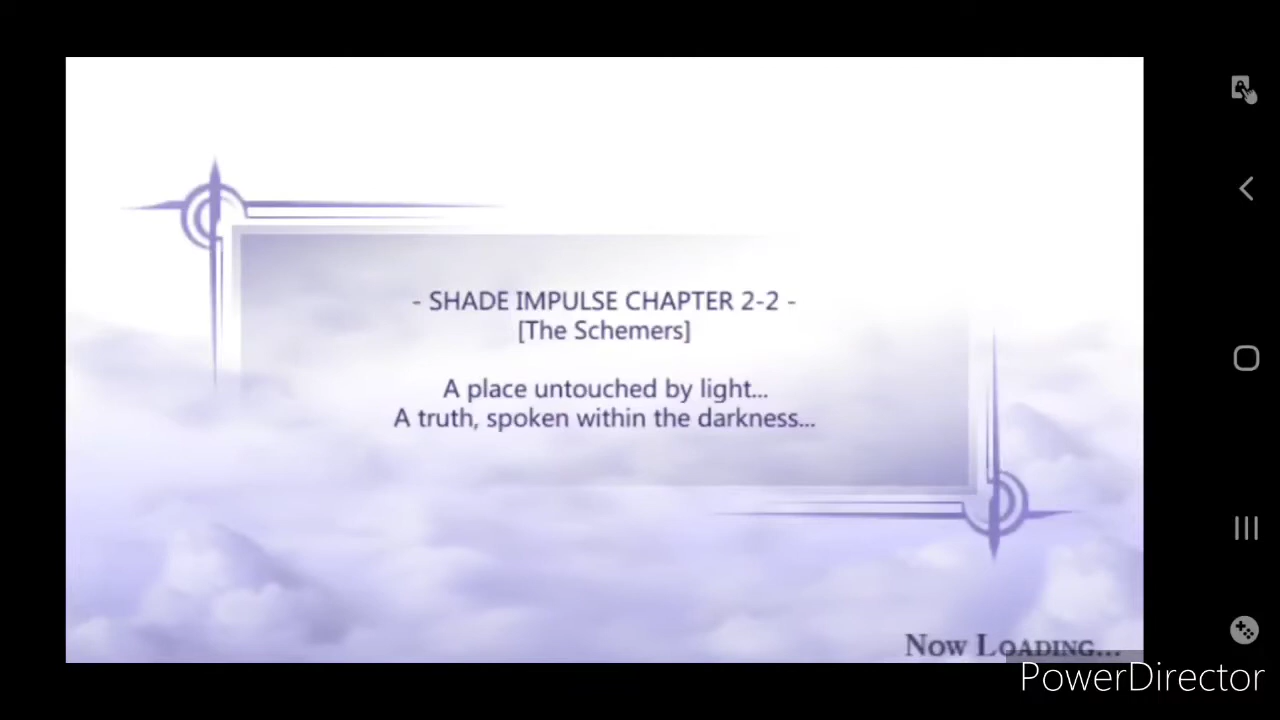 - SHADE IMPULSE CHAPTER 2-2 -
[The Schemers]
A place untouched by light...
A truth, spoken within the darkness...
NOW LOADING...
PowerDirector